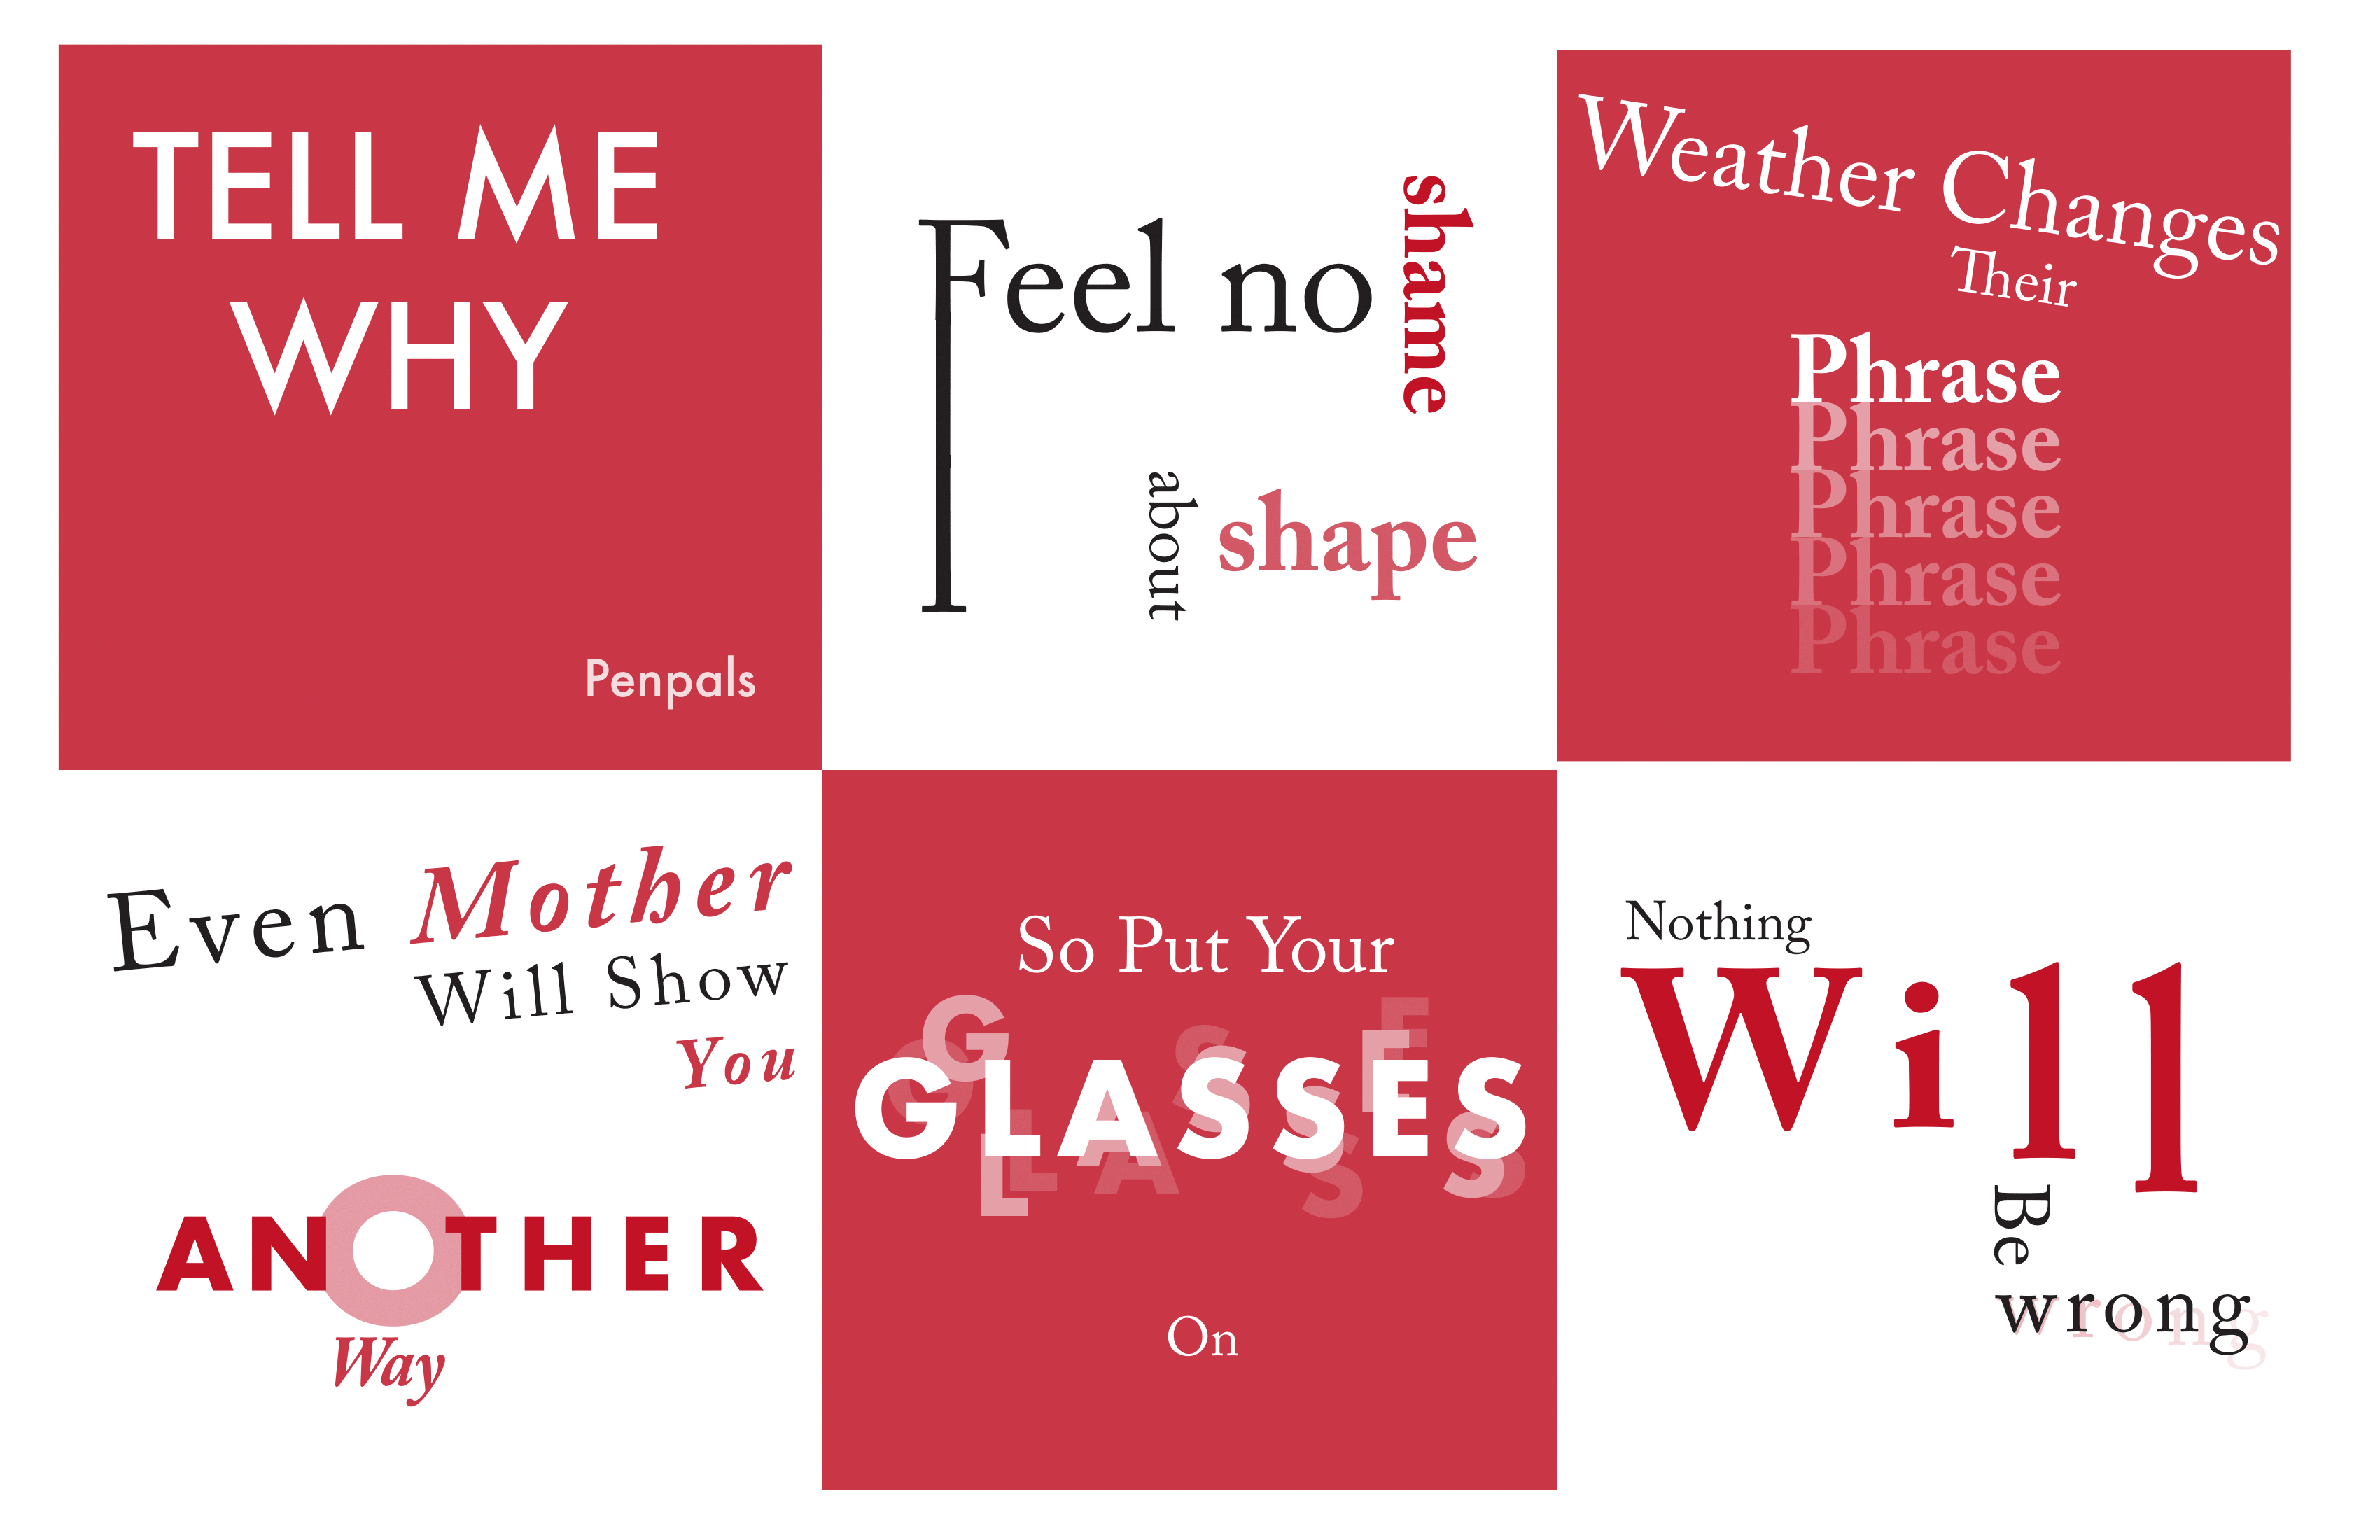 TELL ME
WHY
Penpals
Feel no
shame
about
shape
Weather Changes
Their
Phrase
Phrase
Phrase
Phrase
Phrase
Even Mother
Will Show
You
ANOTHER
Way
So Put Your
GLASSES
On
Nothing
Will
Be
wrong